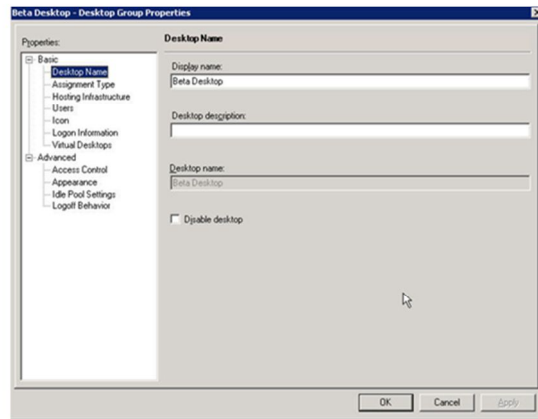 Beta Desktop - Desktop Group Properties
Properties:
Basic
Desktop Name
Assignment Type
Hosting Infrastructure
Users
Icon
Logon Information
Virtual Desktops
Advanced
Access Control
Appearance
Idle Pool Settings
Logoff Behavior
Desktop Name
Display name:
Beta Desktop
Desktop description:
Desktop name:
Beta Desktop
Disable desktop
OK
Cancel
Apply